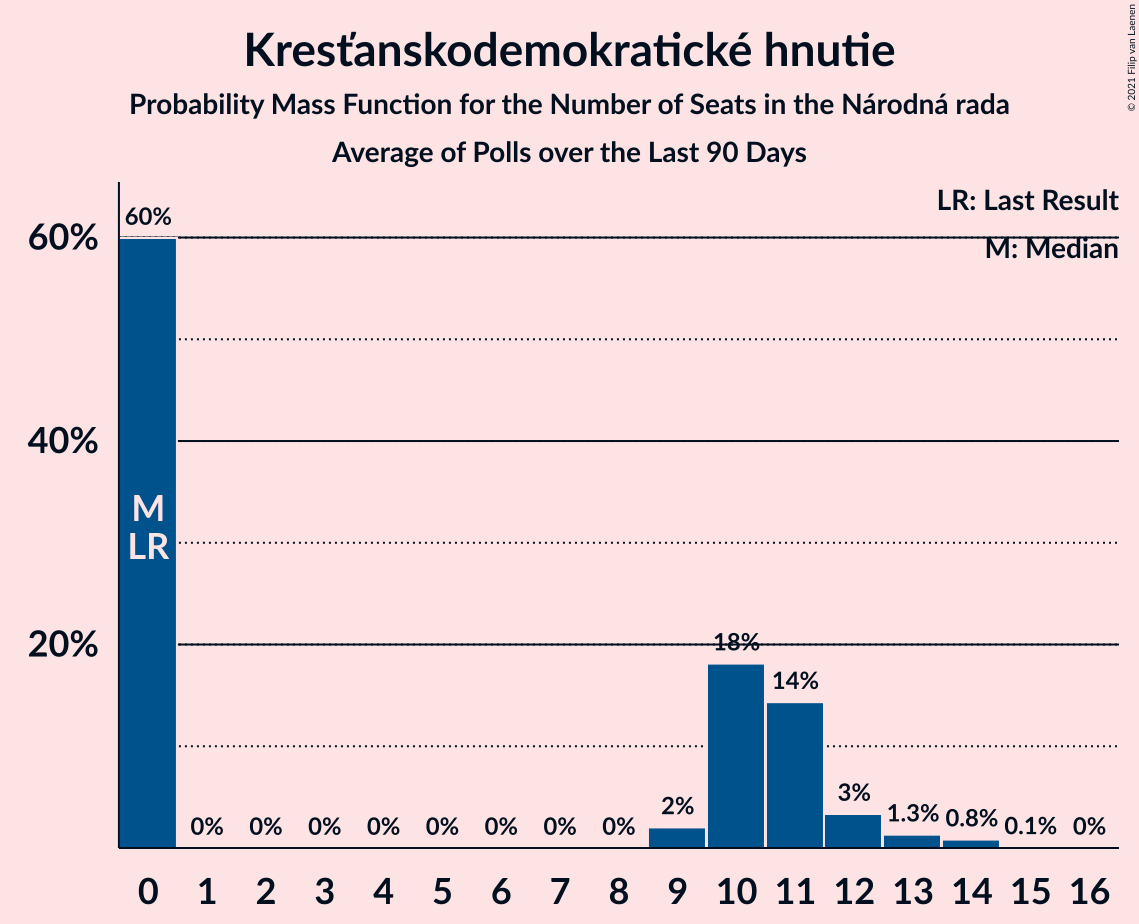 Kresťanskodemokratické hnutie
Probability Mass Function for the Number of Seats in the Národná rada
Average of Polls over the Last 90 Days
© 2021 Filip van Laenen
LR: Last Result
M: Median
60%
40%
20%
60%
M
LR
0%
0%
0%
0%
0%
0%
0%
0%
2%
18%
14%
3%
1.3%
0.8%
0.1%
0%
0 1 2 3 4 5 6 7 8 9 10 11 12 13 14 15 16